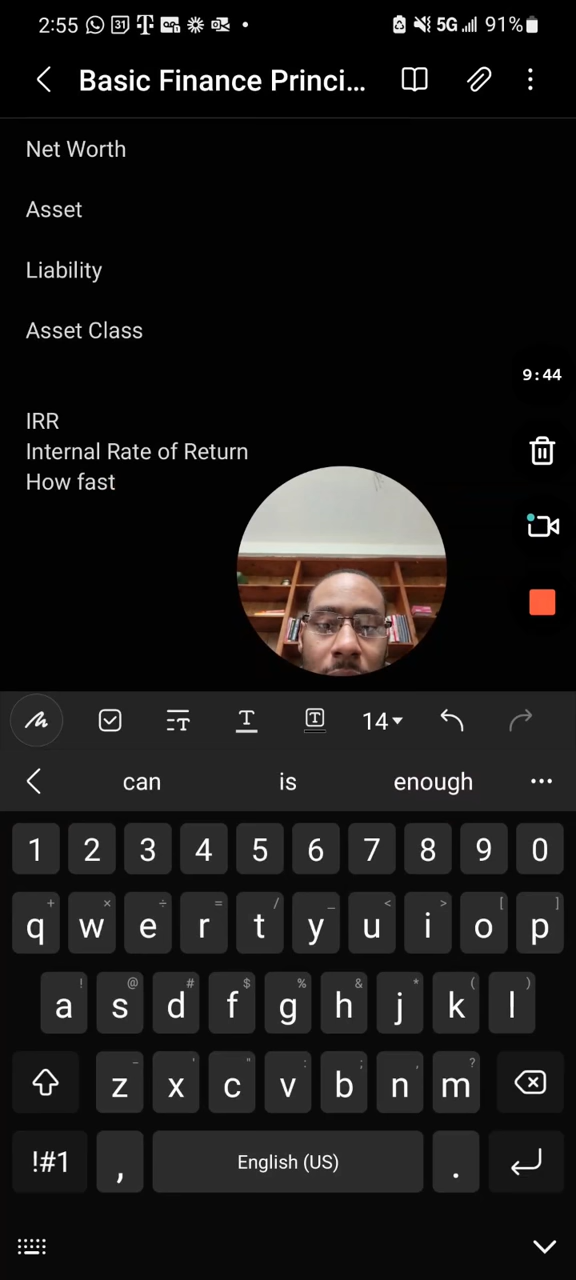 2:55 31 T 5G 91%
Basic Finance Princi...
Net Worth
Asset
Liability
Asset Class
9:44
IRR
Internal Rate of Return
How fast
T T 14
can is enough ...
1 2 3 4 5 6 7 8 9 0
+ × ÷ = / _ < > [ ]
q w e r t y u i o p
! @ # $ % & * ( )
a s d f g h j k l
- ' " : ; , ?
z x c v b n m
!#1 , English (US) .